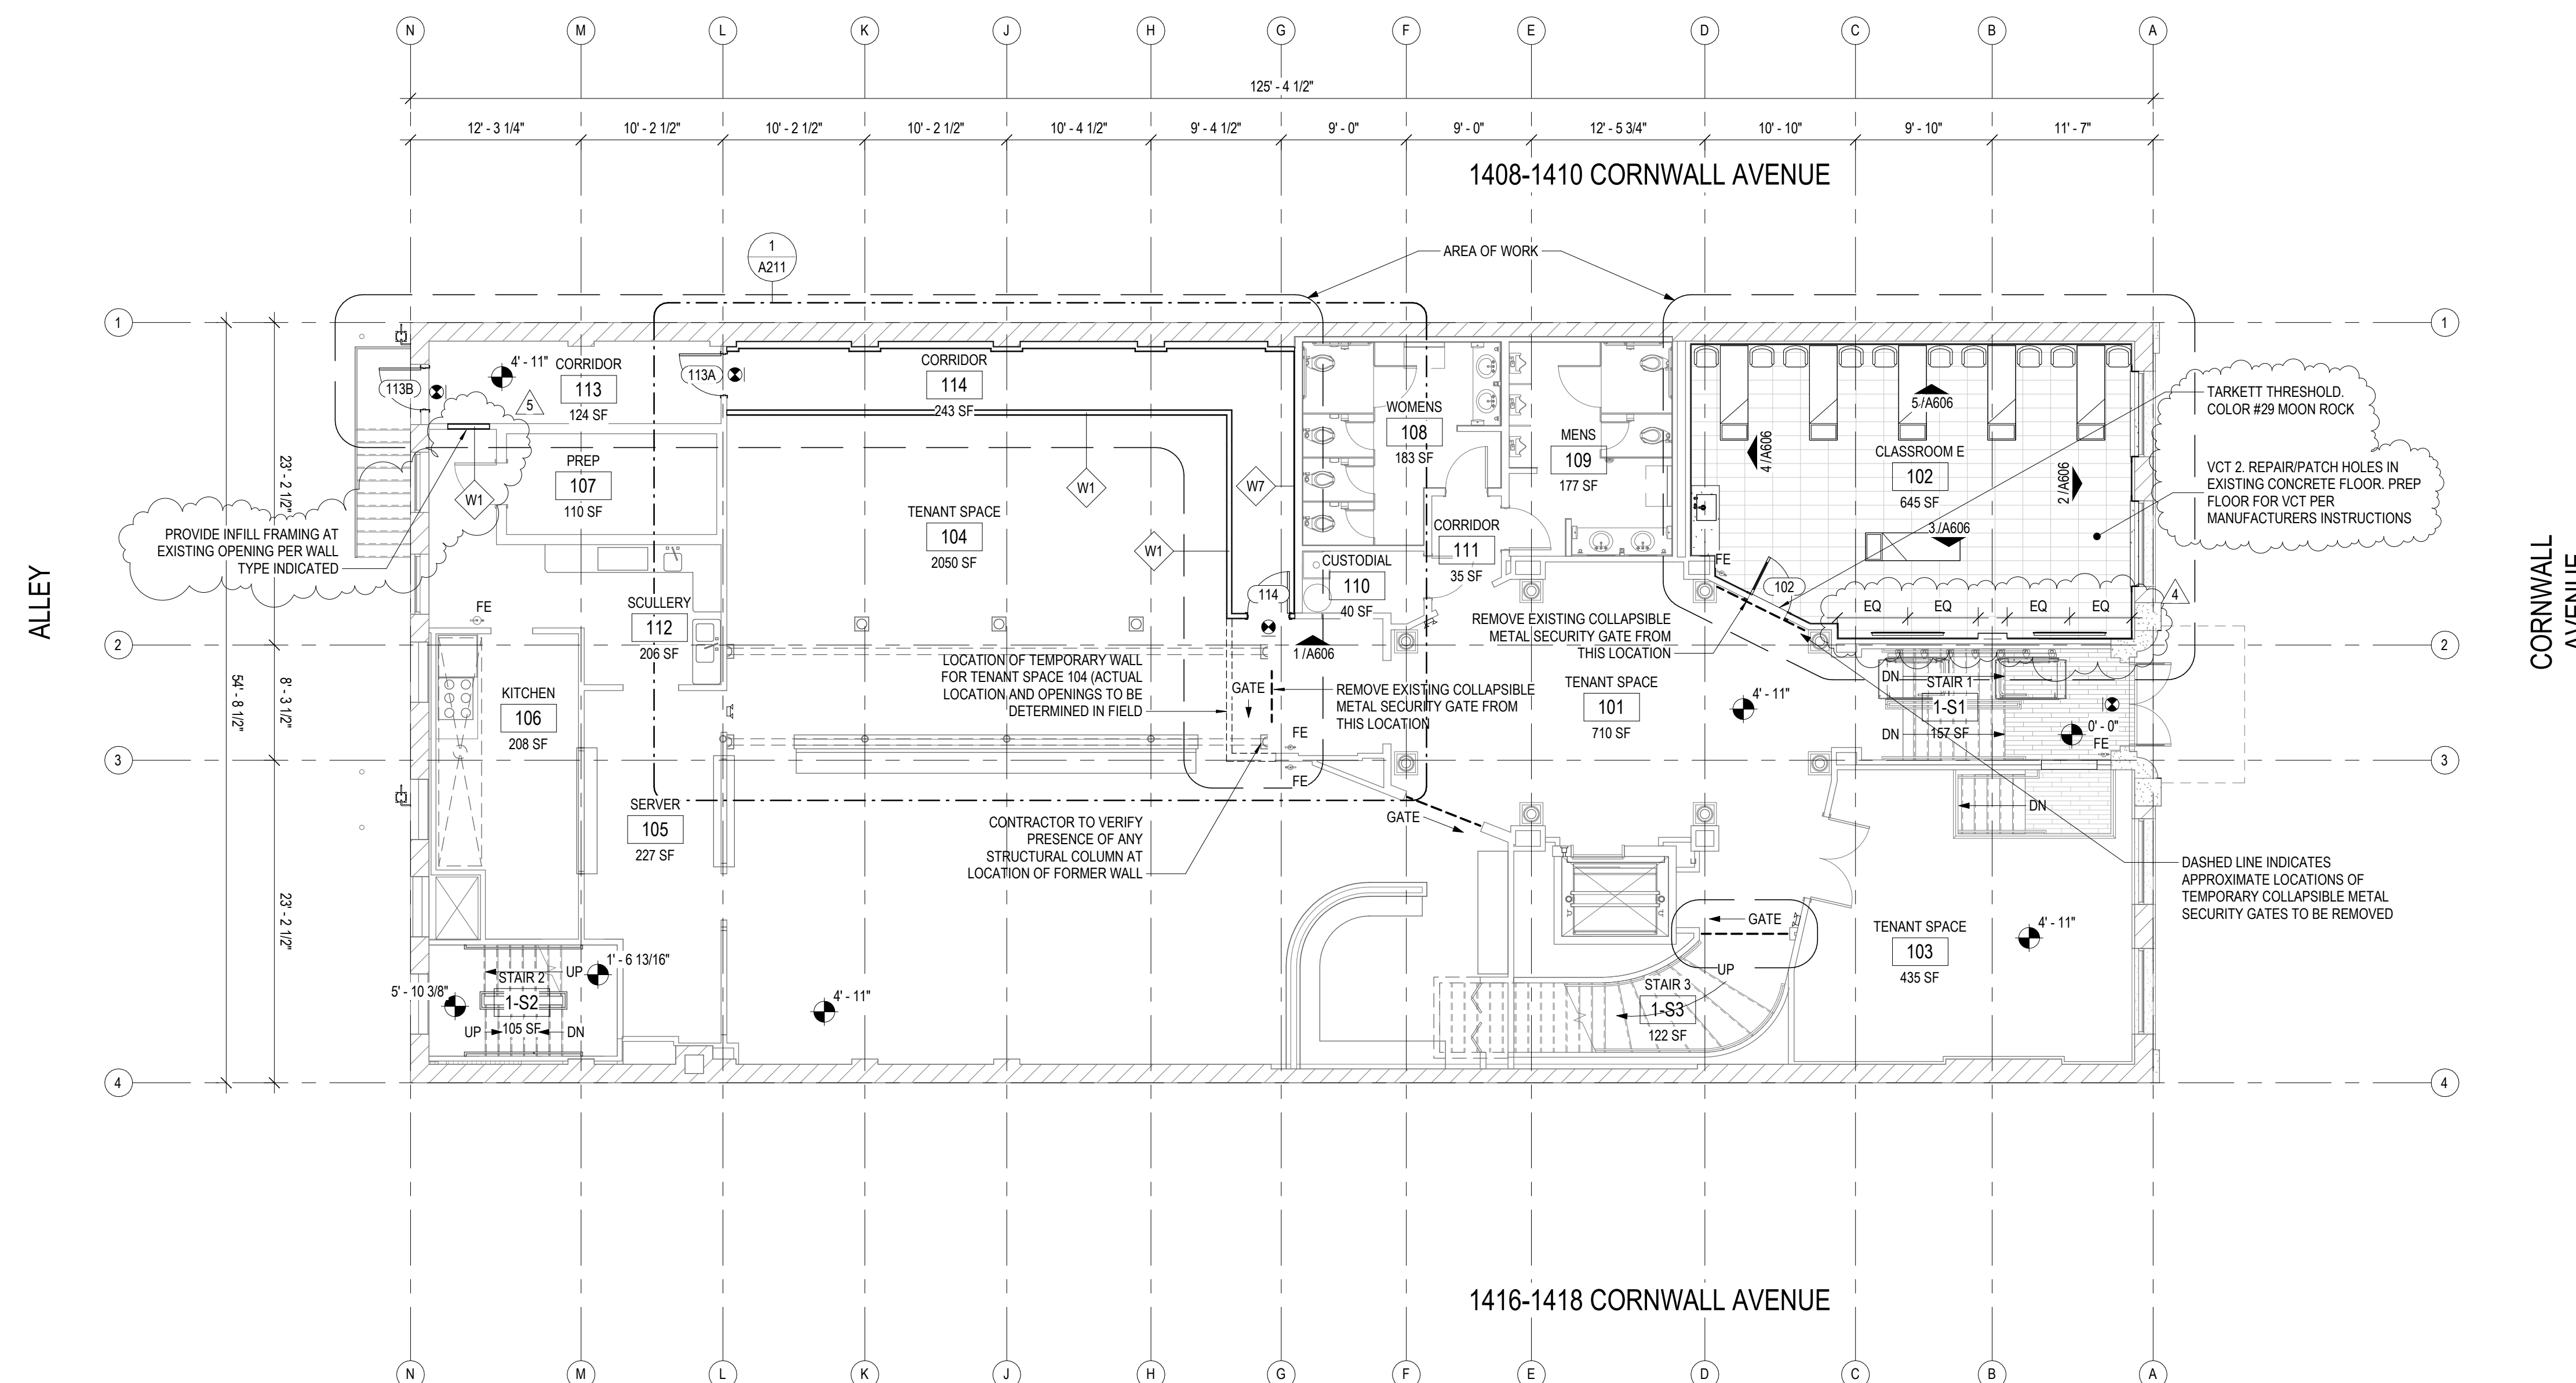 N M L K J H G F E D C B A
125' - 4 1/2"
12' - 3 1/4" 10' - 2 1/2" 10' - 2 1/2" 10' - 2 1/2" 10' - 4 1/2" 9' - 4 1/2" 9' - 0" 9' - 0" 12' - 5 3/4" 10' - 10" 9' - 10" 11' - 7"
1408-1410 CORNWALL AVENUE
1
A211
AREA OF WORK
1
1
2
2
3
3
4
4
23' - 2 1/2"
8' - 3 1/2"
23' - 2 1/2"
54' - 8 1/2"
ALLEY
CORNWALL
AVENUE
113B
4' - 11"
CORRIDOR
113
124 SF
5
113A
CORRIDOR
114
243 SF
W1
PREP
107
110 SF
PROVIDE INFILL FRAMING AT
EXISTING OPENING PER WALL
TYPE INDICATED
TENANT SPACE
104
2050 SF
W1
W1
W7
WOMENS
108
183 SF
MENS
109
177 SF
CORRIDOR
111
35 SF
CUSTODIAL
110
40 SF
114
1 /A606
CLASSROOM E
102
645 SF
5 /A606
4 /A606
2 /A606
3 /A606
FE
102
EQ EQ EQ EQ
4
TARKETT THRESHOLD.
COLOR #29 MOON ROCK
VCT 2. REPAIR/PATCH HOLES IN
EXISTING CONCRETE FLOOR. PREP
FLOOR FOR VCT PER
MANUFACTURERS INSTRUCTIONS
FE
SCULLERY
112
206 SF
KITCHEN
106
208 SF
LOCATION OF TEMPORARY WALL
FOR TENANT SPACE 104 (ACTUAL
LOCATION AND OPENINGS TO BE
DETERMINED IN FIELD
GATE
REMOVE EXISTING COLLAPSIBLE
METAL SECURITY GATE FROM
THIS LOCATION
REMOVE EXISTING COLLAPSIBLE
METAL SECURITY GATE FROM
THIS LOCATION
FE
FE
TENANT SPACE
101
710 SF
4' - 11"
DN
STAIR 1
1-S1
157 SF
DN
0' - 0"
FE
DN
SERVER
105
227 SF
CONTRACTOR TO VERIFY
PRESENCE OF ANY
STRUCTURAL COLUMN AT
LOCATION OF FORMER WALL
GATE
DASHED LINE INDICATES
APPROXIMATE LOCATIONS OF
TEMPORARY COLLAPSIBLE METAL
SECURITY GATES TO BE REMOVED
GATE
UP
TENANT SPACE
103
435 SF
4' - 11"
STAIR 2
1-S2
105 SF
UP
1' - 6 13/16"
5' - 10 3/8"
UP
DN
4' - 11"
STAIR 3
1-S3
122 SF
1416-1418 CORNWALL AVENUE
N M L K J H G F E D C B A